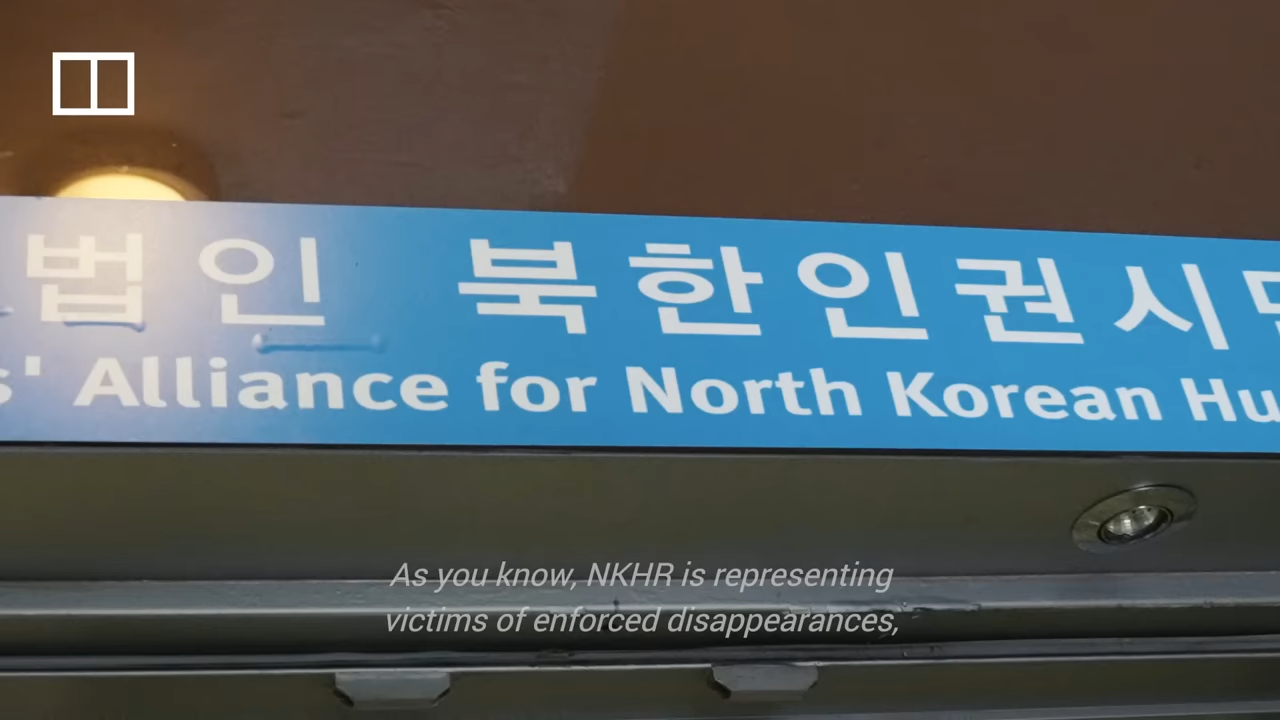 법인 북한인권시
Alliance for North Korean
As you know, NKHR is representing
victims of enforced disappearances,